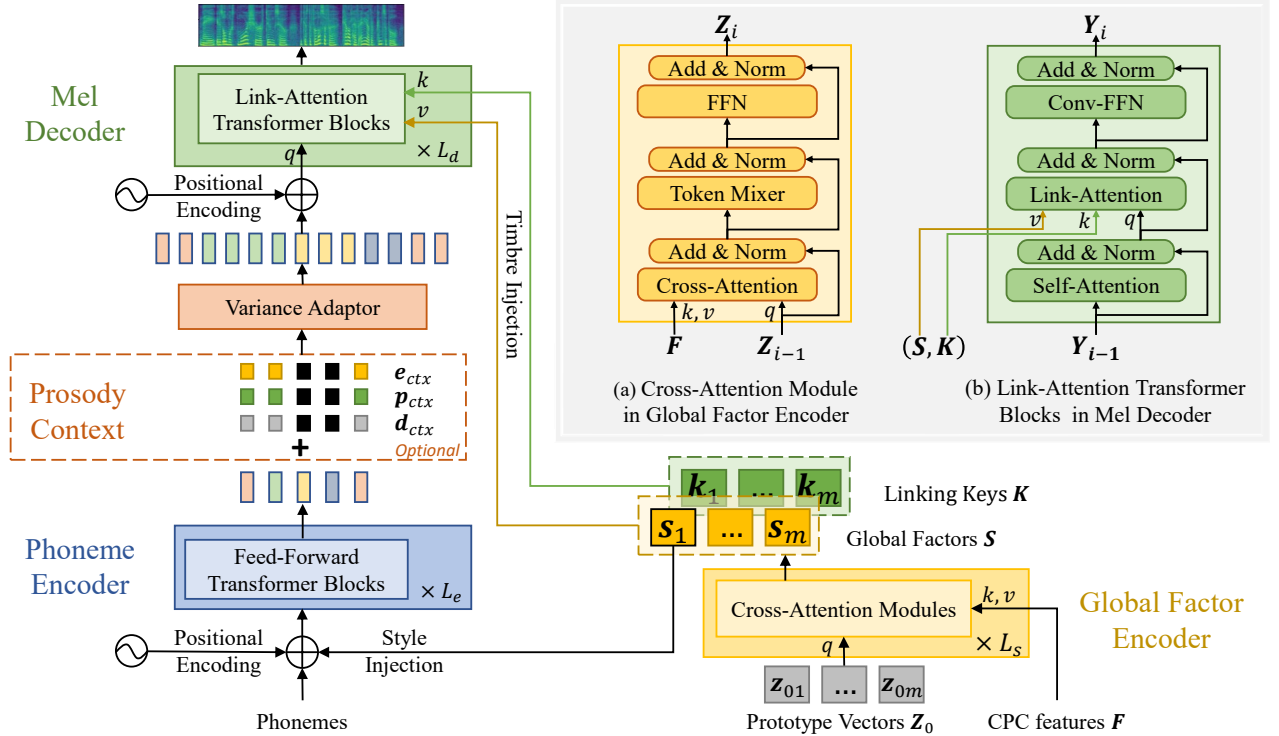 Mel
Decoder
Link-Attention
Transformer Blocks
k
v
q
× L_d
Positional
Encoding
Variance Adaptor
Prosody
Context
e_ctx
p_ctx
d_ctx
+
Optional
Phoneme
Encoder
Feed-Forward
Transformer Blocks
× L_e
Positional
Encoding
Style
Injection
Phonemes
Timbre Injection
Z_i
Add & Norm
FFN
Add & Norm
Token Mixer
Add & Norm
Cross-Attention
k, v
q
F
Z_{i−1}
(a) Cross-Attention Module
in Global Factor Encoder
Y_i
Add & Norm
Conv-FFN
Add & Norm
Link-Attention
v
k
q
Add & Norm
Self-Attention
(S, K)
Y_{i−1}
(b) Link-Attention Transformer
Blocks in Mel Decoder
k_1 ... k_m
Linking Keys K
s_1 ... s_m
Global Factors S
Cross-Attention Modules
k, v
q
× L_s
Global Factor
Encoder
z_{01} ... z_{0m}
Prototype Vectors Z_0
CPC features F